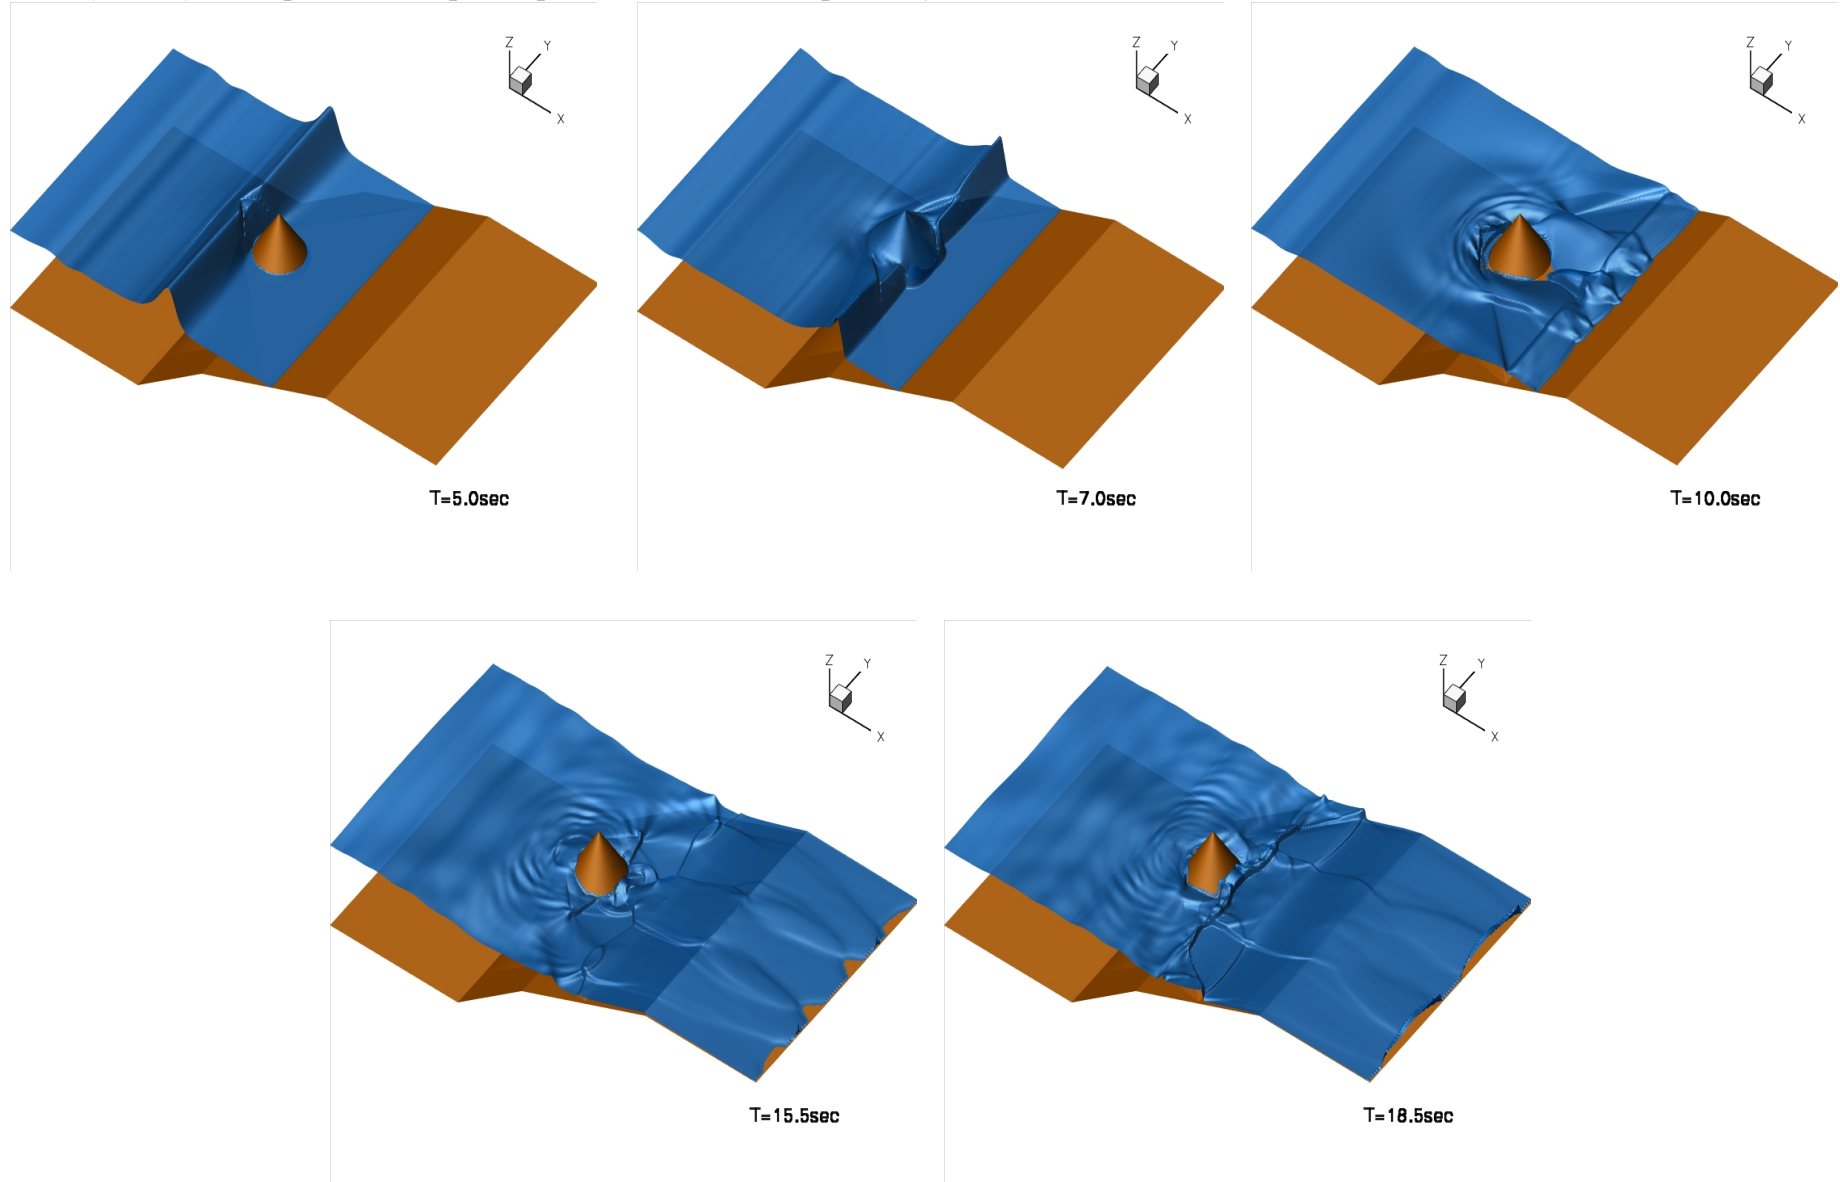 Z
Y
X
T=5.0sec
Z
Y
X
T=7.0sec
Z
Y
X
T=10.0sec
Z
Y
X
T=15.5sec
Z
Y
X
T=18.5sec